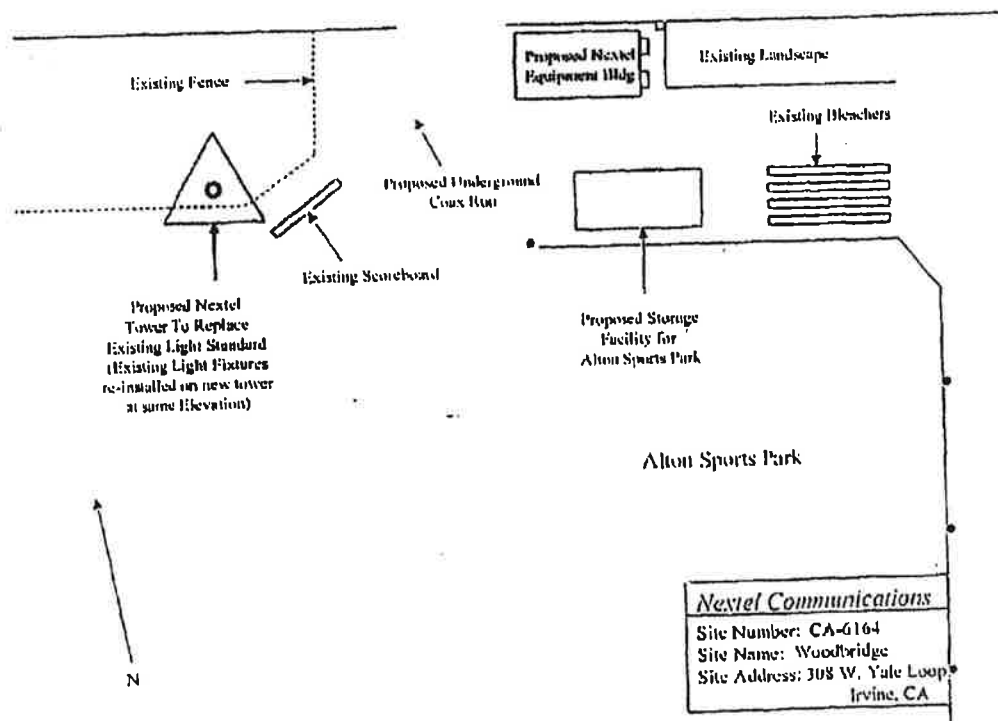 Existing Fence
Proposed Nextel
Equipment Bldg
Existing Landscape
Existing Bleachers
Proposed Underground
Coax Run
Existing Scoreboard
Proposed Nextel
Tower To Replace
Existing Light Standard
(Existing Light Fixtures
re-installed on new tower
at same Elevation)
Proposed Storage
Facility for
Alton Sports Park
Alton Sports Park
N
Nextel Communications
Site Number: CA-6164
Site Name: Woodbridge
Site Address: 308 W. Yale Loop
Irvine, CA